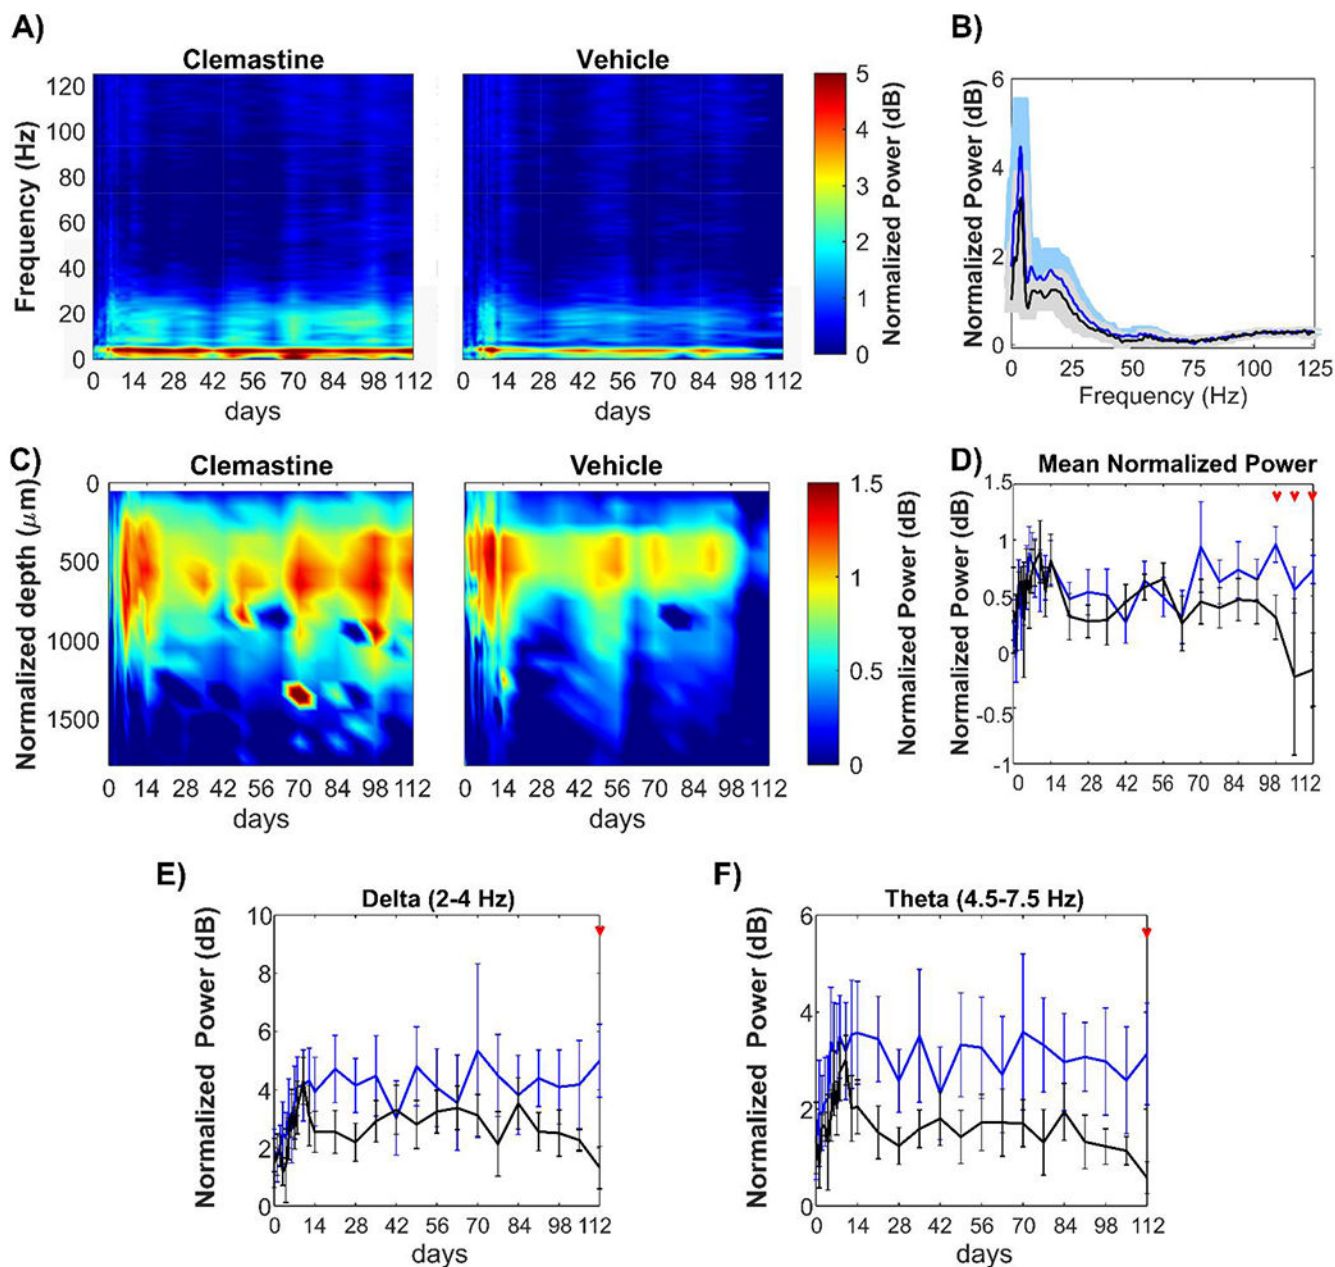 A)
Clemastine
Vehicle
Frequency (Hz)
120
100
80
60
40
20
0
0 14 28 42 56 70 84 98 112
days
0 14 28 42 56 70 84 98 112
days
5
4
3
2
1
0
Normalized Power (dB)
B)
Normalized Power (dB)
6
4
2
0
0 25 50 75 100 125
Frequency (Hz)
C)
Clemastine
Vehicle
Normalized depth (μm)
0
500
1000
1500
0 14 28 42 56 70 84 98 112
days
0 14 28 42 56 70 84 98 112
days
1.5
1
0.5
0
Normalized Power (dB)
D)
Mean Normalized Power
Normalized Power (dB)
1.5
1
0.5
0
-0.5
-1
0 14 28 42 56 70 84 98 112
days
E)
Delta (2-4 Hz)
Normalized Power (dB)
10
8
6
4
2
0
0 14 28 42 56 70 84 98 112
days
F)
Theta (4.5-7.5 Hz)
Normalized Power (dB)
6
4
2
0
0 14 28 42 56 70 84 98 112
days